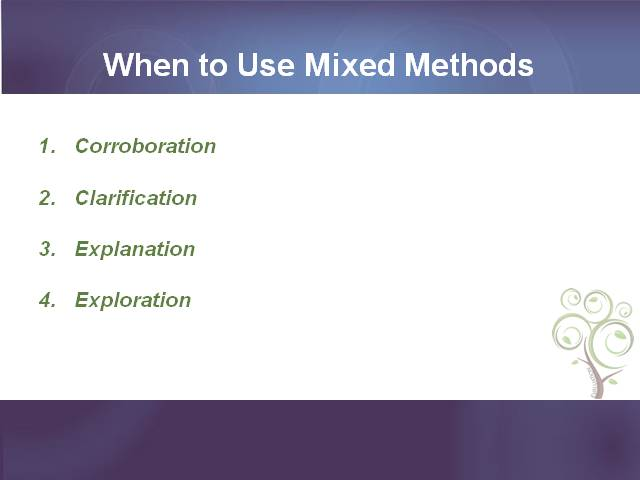 When to Use Mixed Methods
1. Corroboration
2. Clarification
3. Explanation
4. Exploration